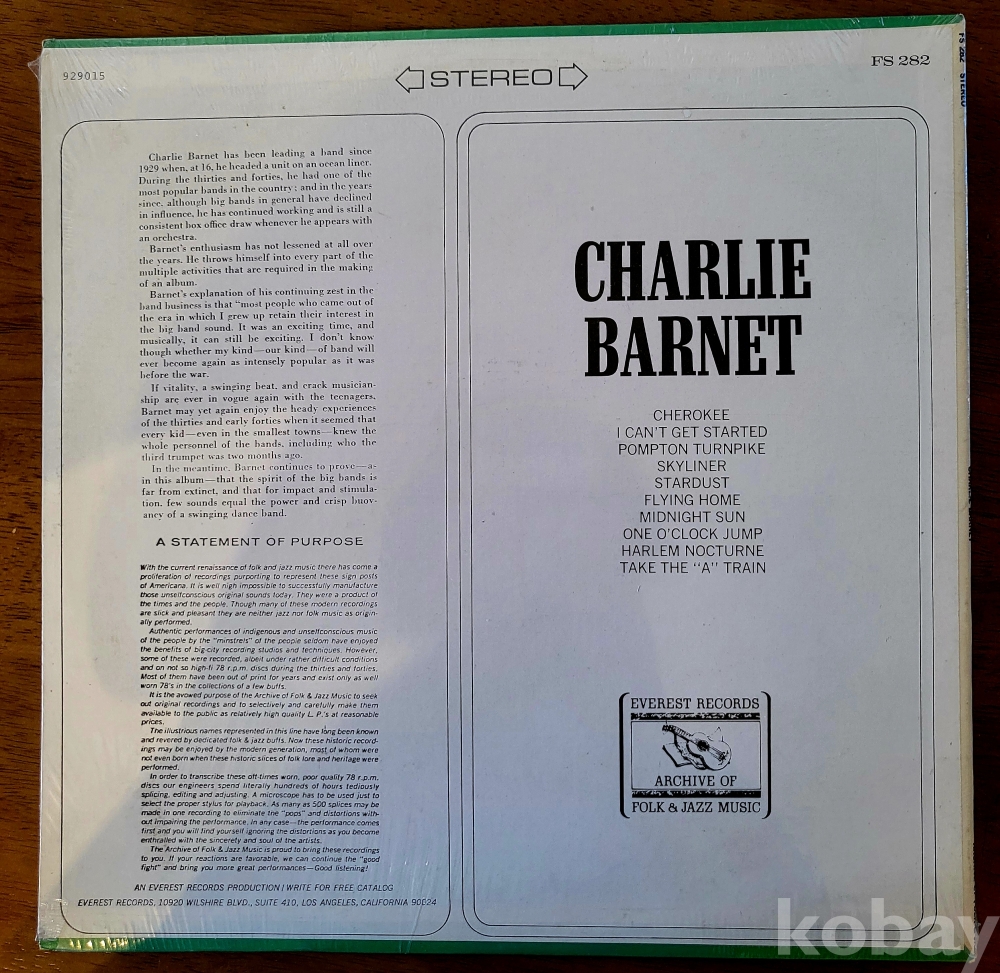 929015
STEREO
FS 282
FS 282 STEREO
Charlie Barnet has been leading a band since
1929 when, at 16, he headed a unit on an ocean liner.
During the thirties and forties, he had one of the
most popular bands in the country; and in the years
since, although big bands in general have declined
in influence, he has continued working and is still a
consistent box office draw whenever he appears with
an orchestra.
Barnet's enthusiasm has not lessened at all over
the years. He throws himself into every part of the
multiple activities that are required in the making
of an album.
Barnet's explanation of his continuing zest in the
band business is that "most people who came out of
the era in which I grew up retain their interest in
the big band sound. It was an exciting time, and
musically, it can still be exciting. I don't know
though whether my kind—our kind—of band will
ever become again as intensely popular as it was
before the war.
If vitality, a swinging beat, and crack musician-
ship are ever in vogue again with the teenagers,
Barnet may yet again enjoy the heady experiences
of the thirties and early forties when it seemed that
every kid—even in the smallest towns—knew the
whole personnel of the bands, including who the
third trumpet was two months ago.
In the meantime, Barnet continues to prove—a-
in this album—that the spirit of the big bands is
far from extinct, and that for impact and stimula-
tion, few sounds equal the power and crisp buoy-
ancy of a swinging dance band.
A STATEMENT OF PURPOSE
With the current renaissance of folk and jazz music there has come a
proliferation of recordings purporting to represent these sign posts
of Americana. It is well nigh impossible to successfully manufacture
those unselfconscious original sounds today. They were a product of
the times and the people. Though many of these modern recordings
are slick and pleasant they are neither jazz nor folk music as origin-
ally performed.
Authentic performances of indigenous and unselfconscious music
of the people by the "minstrels" of the people seldom have enjoyed
the benefits of big-city recording studios and techniques. However,
some of these were recorded, albeit under rather difficult conditions
and on not so high-fi 78 r.p.m. discs during the thirties and forties.
Most of them have been out of print for years and exist only as well
worn 78's in the collections of a few buffs.
It is the avowed purpose of the Archive of Folk & Jazz Music to seek
out original recordings and to selectively and carefully make them
available to the public as relatively high quality L. P.'s at reasonable
prices.
The illustrious names represented in this line have long been known
and revered by dedicated folk & jazz buffs. Now these historic record-
ings may be enjoyed by the modern generation, most of whom were
not even born when these historic slices of folk lore and heritage were
performed.
In order to transcribe these oft-times worn, poor quality 78 r.p.m.
discs our engineers spend literally hundreds of hours tediously
splicing, editing and adjusting. A microscope has to be used just to
select the proper stylus for playback. As many as 500 splices may be
made in one recording to eliminate the "pops" and distortions with-
out impairing the performance, in any case—the performance comes
first and you will find yourself ignoring the distortions as you become
enthralled with the sincerety and soul of the artists.
The Archive of Folk & Jazz Music is proud to bring these recordings
to you. If your reactions are favorable, we can continue the "good
fight" and bring you more great performances—Good listening!
AN EVEREST RECORDS PRODUCTION / WRITE FOR FREE CATALOG
EVEREST RECORDS, 10920 WILSHIRE BLVD., SUITE 410, LOS ANGELES, CALIFORNIA 90024
CHARLIE
BARNET
CHEROKEE
I CAN'T GET STARTED
POMPTON TURNPIKE
SKYLINER
STARDUST
FLYING HOME
MIDNIGHT SUN
ONE O'CLOCK JUMP
HARLEM NOCTURNE
TAKE THE "A" TRAIN
EVEREST RECORDS
ARCHIVE OF
FOLK & JAZZ MUSIC
kobay